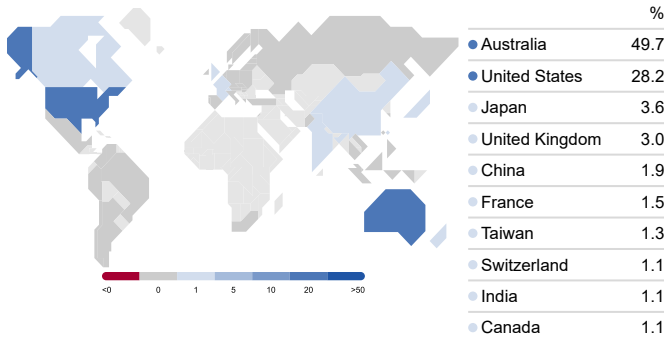 %
Australia 49.7
United States 28.2
Japan 3.6
United Kingdom 3.0
China 1.9
France 1.5
Taiwan 1.3
Switzerland 1.1
India 1.1
Canada 1.1
<0 0 1 5 10 20 >50